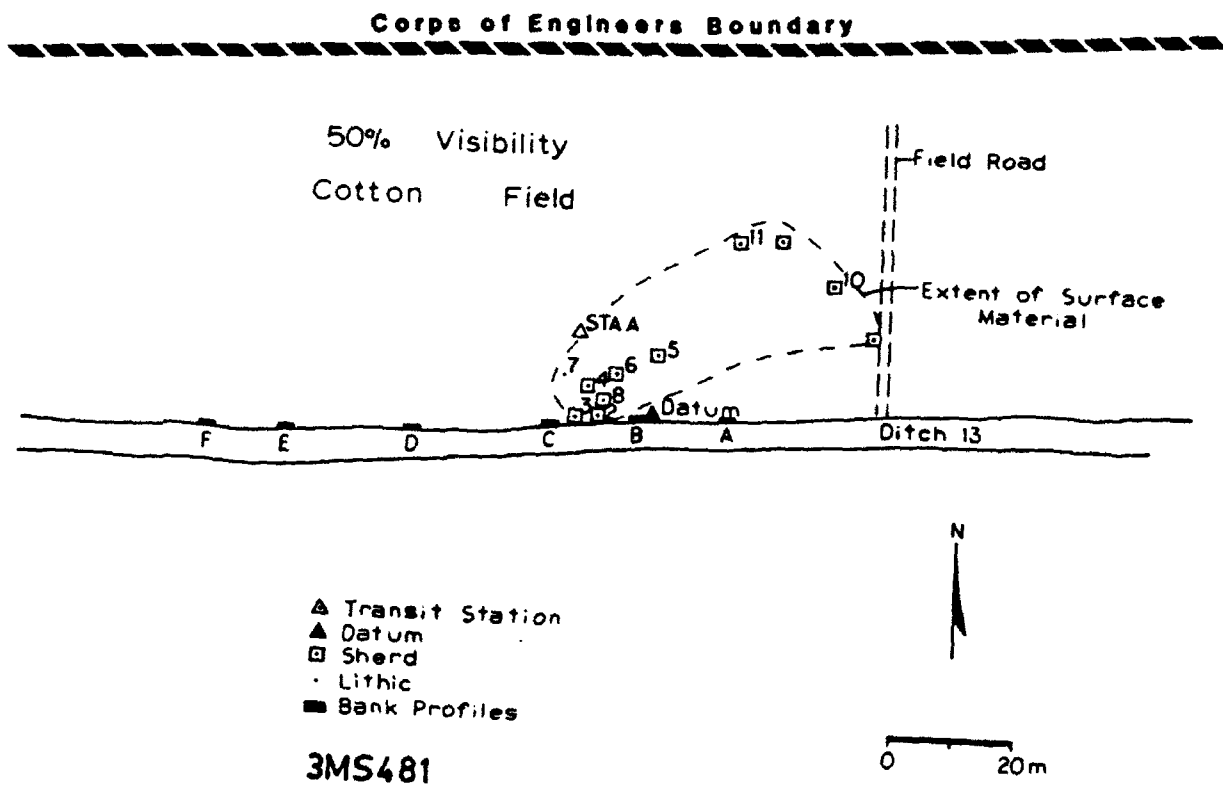 Corps of Engineers Boundary
50% Visibility
Cotton Field
Field Road
11
10
Extent of Surface
Material
STA A
5
7
6
4
8
3
2
Datum
F
E
D
C
B
A
Ditch 13
N
Transit Station
Datum
Sherd
Lithic
Bank Profiles
3MS481
0
20m